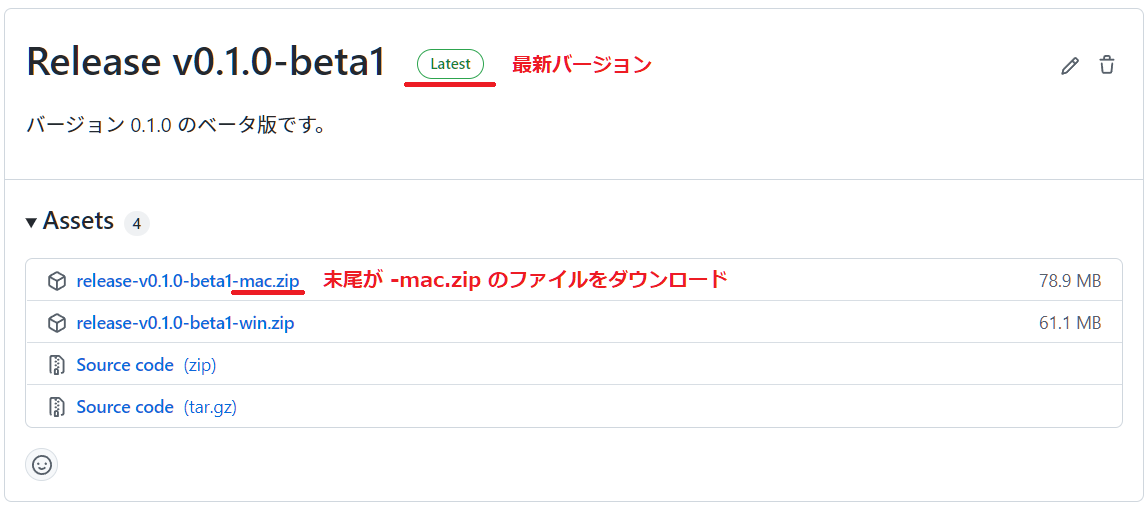 Release v0.1.0-beta1 Latest 最新バージョン
バージョン 0.1.0 のベータ版です。
Assets 4
release-v0.1.0-beta1-mac.zip 末尾が -mac.zip のファイルをダウンロード 78.9 MB
release-v0.1.0-beta1-win.zip 61.1 MB
Source code (zip)
Source code (tar.gz)